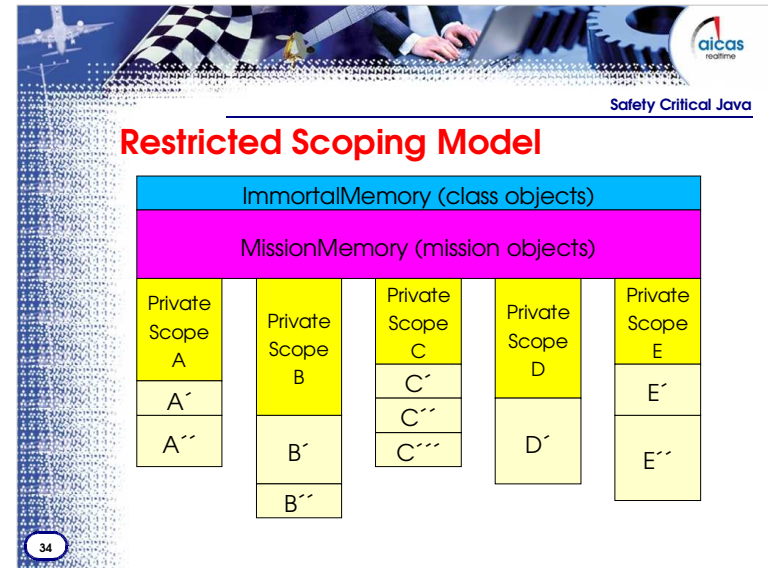 aicas
realtime
Safety Critical Java
Restricted Scoping Model
ImmortalMemory (class objects)
MissionMemory (mission objects)
Private
Scope
A
A´
A´´
Private
Scope
B
B´
B´´
Private
Scope
C
C´
C´´
C´´´
Private
Scope
D
D´
Private
Scope
E
E´
E´´
34